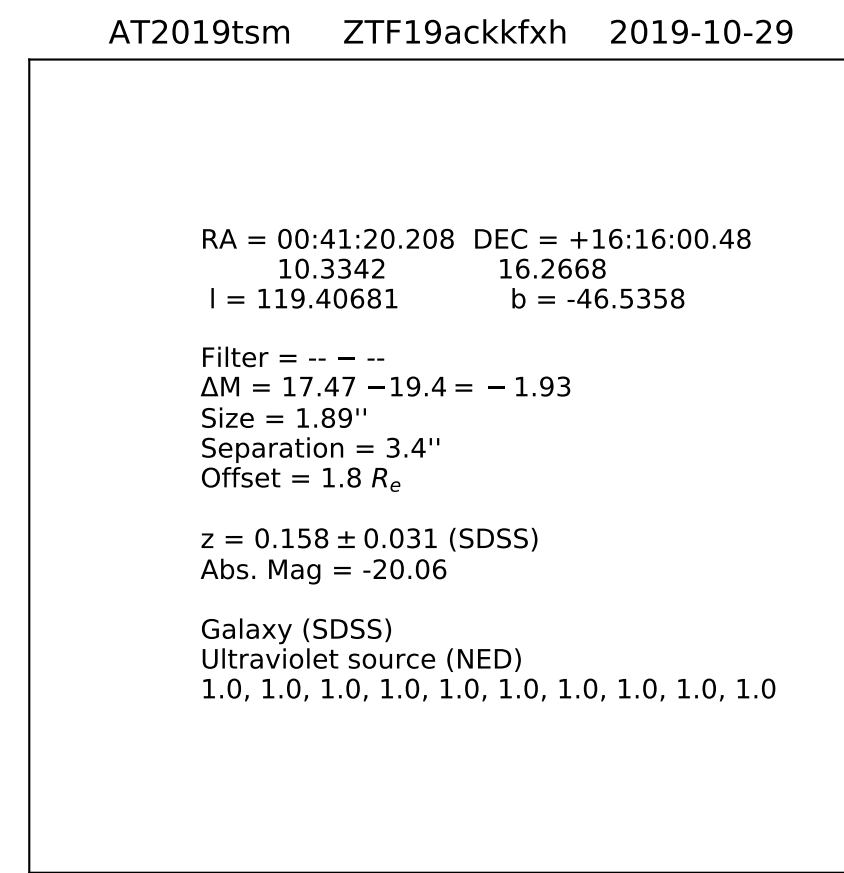 AT2019tsm ZTF19ackkfxh 2019-10-29
RA = 00:41:20.208 DEC = +16:16:00.48
10.3342 16.2668
l = 119.40681 b = -46.5358
Filter = -- − --
ΔM = 17.47 −19.4 = − 1.93
Size = 1.89''
Separation = 3.4''
Offset = 1.8 Re
z = 0.158 ± 0.031 (SDSS)
Abs. Mag = -20.06
Galaxy (SDSS)
Ultraviolet source (NED)
1.0, 1.0, 1.0, 1.0, 1.0, 1.0, 1.0, 1.0, 1.0, 1.0